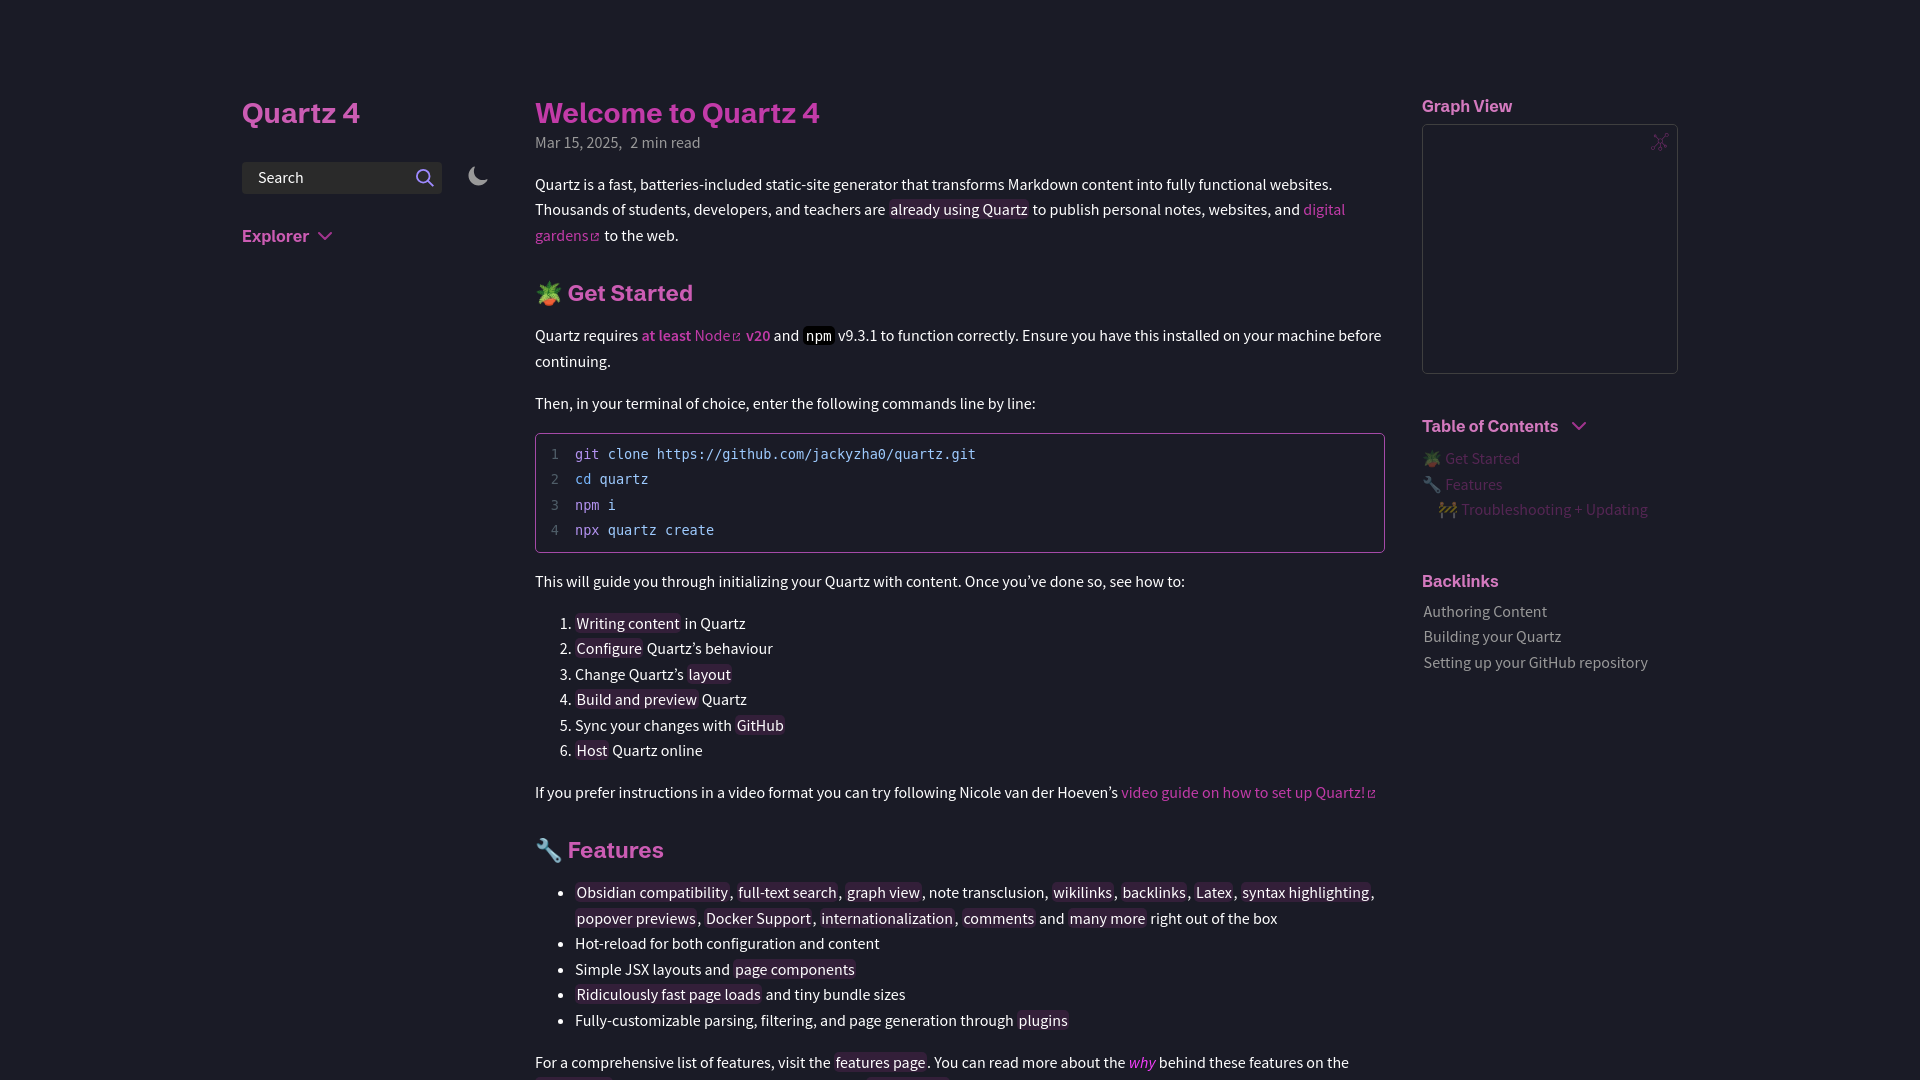 Quartz 4
Search
Explorer
Welcome to Quartz 4
Mar 15, 2025, 2 min read
Quartz is a fast, batteries-included static-site generator that transforms Markdown content into fully functional websites.
Thousands of students, developers, and teachers are already using Quartz to publish personal notes, websites, and digital
gardens to the web.
🪴 Get Started
Quartz requires at least Node v20 and npm v9.3.1 to function correctly. Ensure you have this installed on your machine before
continuing.
Then, in your terminal of choice, enter the following commands line by line:
1 git clone https://github.com/jackyzha0/quartz.git
2 cd quartz
3 npm i
4 npx quartz create
This will guide you through initializing your Quartz with content. Once you’ve done so, see how to:
1. Writing content in Quartz
2. Configure Quartz’s behaviour
3. Change Quartz’s layout
4. Build and preview Quartz
5. Sync your changes with GitHub
6. Host Quartz online
If you prefer instructions in a video format you can try following Nicole van der Hoeven’s video guide on how to set up Quartz!
🔧 Features
• Obsidian compatibility, full-text search, graph view, note transclusion, wikilinks, backlinks, Latex, syntax highlighting,
popover previews, Docker Support, internationalization, comments and many more right out of the box
• Hot-reload for both configuration and content
• Simple JSX layouts and page components
• Ridiculously fast page loads and tiny bundle sizes
• Fully-customizable parsing, filtering, and page generation through plugins
For a comprehensive list of features, visit the features page. You can read more about the why behind these features on the
Graph View
Table of Contents
🪴 Get Started
🔧 Features
🚧 Troubleshooting + Updating
Backlinks
Authoring Content
Building your Quartz
Setting up your GitHub repository